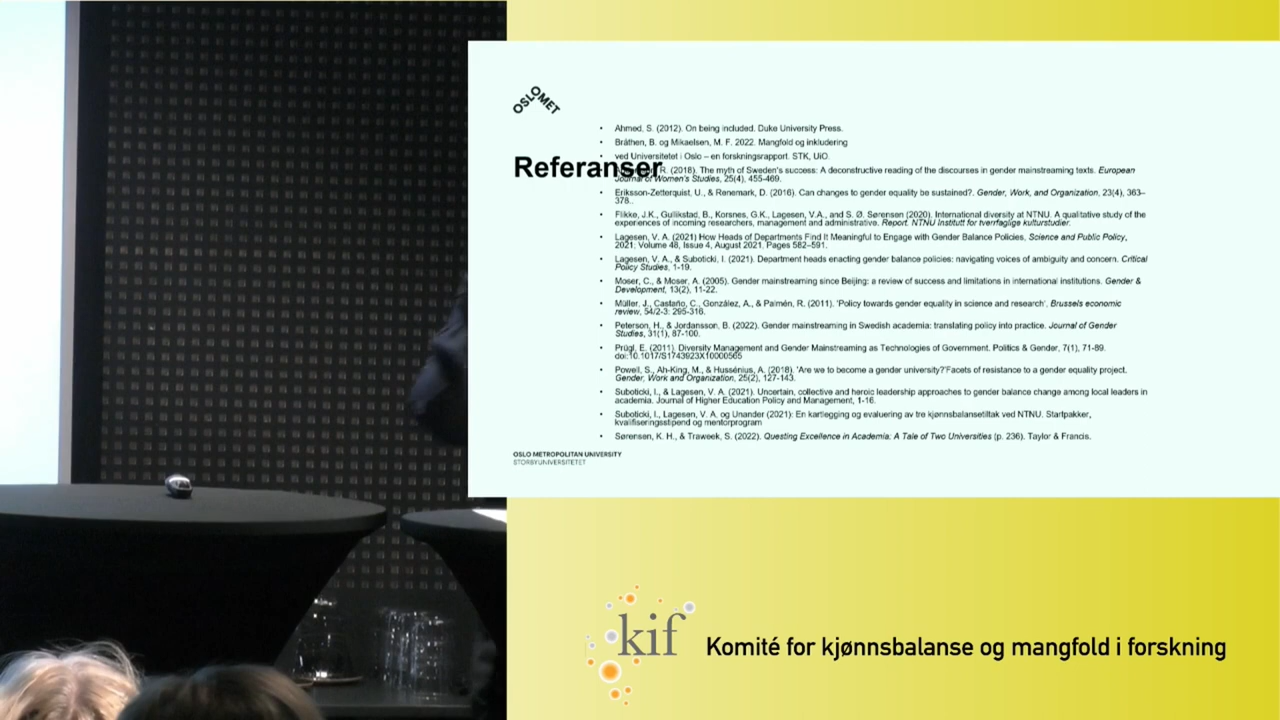 OSLOMET
Referanser
• Ahmed, S. (2012). On being included. Duke University Press.
• Bråthen, B. og Mikaelsen, M. F. 2022. Mangfold og inkludering
• ved Universitetet i Oslo – en forskningsrapport. STK, UiO.
R. (2018). The myth of Sweden's success: A deconstructive reading of the discourses in gender mainstreaming texts. European
Journal of Women's Studies, 25(4), 455-469.
• Eriksson-Zetterquist, U., & Renemark, D. (2016). Can changes to gender equality be sustained?. Gender, Work, and Organization, 23(4), 363–
378..
• Flikke, J.K., Gullikstad, B., Korsnes, G.K., Lagesen, V.A., and S. Ø. Sørensen (2020). International diversity at NTNU. A qualitative study of the
experiences of incoming researchers, management and administrative. Report. NTNU Institutt for tverrfaglige kulturstudier.
• Lagesen, V. A. (2021) How Heads of Departments Find It Meaningful to Engage with Gender Balance Policies, Science and Public Policy,
2021; Volume 48, Issue 4, August 2021, Pages 582–591.
• Lagesen, V. A., & Suboticki, I. (2021). Department heads enacting gender balance policies: navigating voices of ambiguity and concern. Critical
Policy Studies, 1-19.
• Moser, C., & Moser, A. (2005). Gender mainstreaming since Beijing: a review of success and limitations in international institutions. Gender &
Development, 13(2), 11-22.
• Müller, J., Castaño, C., González, A., & Palmén, R. (2011). 'Policy towards gender equality in science and research'. Brussels economic
review, 54/2-3: 295-316.
• Peterson, H., & Jordansson, B. (2022). Gender mainstreaming in Swedish academia: translating policy into practice. Journal of Gender
Studies, 31(1), 87-100.
• Prügl, E. (2011). Diversity Management and Gender Mainstreaming as Technologies of Government. Politics & Gender, 7(1), 71-89.
doi:10.1017/S1743923X10000565
• Powell, S., Ah-King, M., & Hussénius, A. (2018). 'Are we to become a gender university?'Facets of resistance to a gender equality project.
Gender, Work and Organization, 25(2), 127-143.
• Suboticki, I., & Lagesen, V. A. (2021). Uncertain, collective and heroic leadership approaches to gender balance change among local leaders in
academia. Journal of Higher Education Policy and Management, 1-16.
• Suboticki, I., Lagesen, V. A. og Unander (2021): En kartlegging og evaluering av tre kjønnsbalansetiltak ved NTNU. Startpakker,
kvalifiseringsstipend og mentorprogram
• Sørensen, K. H., & Traweek, S. (2022). Questing Excellence in Academia: A Tale of Two Universities (p. 236). Taylor & Francis.
OSLO METROPOLITAN UNIVERSITY
STORBYUNIVERSITETET
kif
Komité for kjønnsbalanse og mangfold i forskning